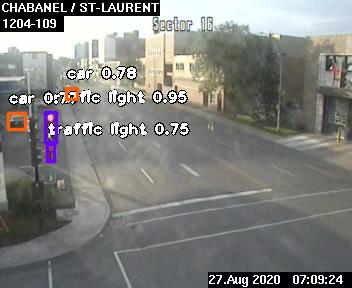 CHABANEL / ST-LAURENT
1204-109
Sector 16
car 0.78
car 0.77
traffic light 0.95
traffic light 0.75
27.Aug 2020 07:09:24